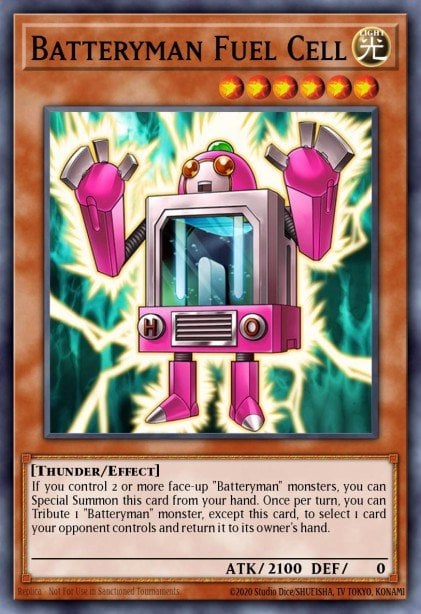 Batteryman Fuel Cell
LIGHT
光
H O
[Thunder/Effect]
If you control 2 or more face-up "Batteryman" monsters, you can
Special Summon this card from your hand. Once per turn, you can
Tribute 1 "Batteryman" monster, except this card, to select 1 card
your opponent controls and return it to its owner's hand.
ATK/ 2100 DEF/ 0
Replica - Not For Use in Sanctioned Tournaments
©2020 Studio Dice/SHUEISHA, TV TOKYO, KONAMI